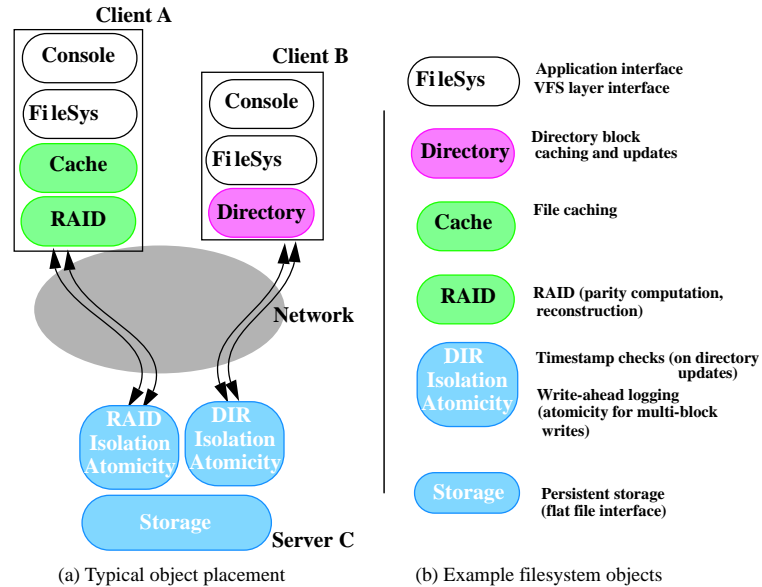 Client A
Console
FileSys
Cache
RAID
Client B
Console
FileSys
Directory
Network
RAID
Isolation
Atomicity
DIR
Isolation
Atomicity
Storage
Server C
(a) Typical object placement
FileSys
Application interface
VFS layer interface
Directory
Directory block
caching and updates
Cache
File caching
RAID
RAID (parity computation,
reconstruction)
DIR
Isolation
Atomicity
Timestamp checks (on directory
updates)
Write-ahead logging
(atomicity for multi-block
writes)
Storage
Persistent storage
(flat file interface)
(b) Example filesystem objects